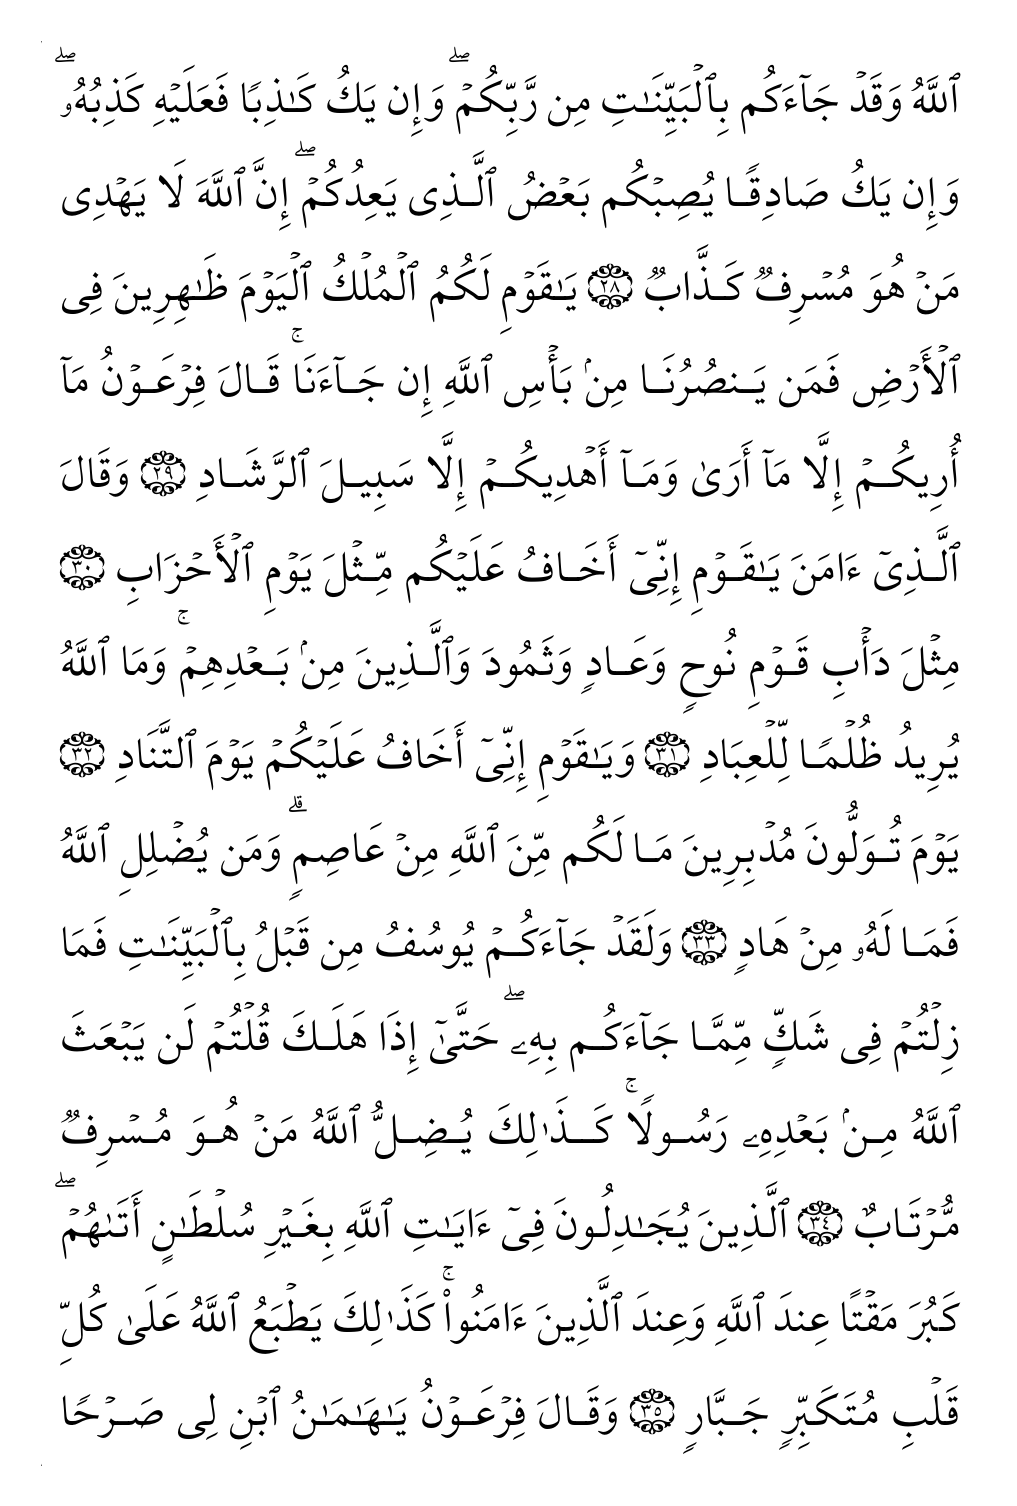 ٱللَّهُ وَقَدۡ جَآءَكُم بِٱلۡبَيِّنَـٰتِ مِن رَّبِّكُمۡۖ وَإِن يَكُ كَـٰذِبًا فَعَلَيۡهِ كَذِبُهُۥۖ
وَإِن يَكُ صَادِقًا يُصِبۡكُم بَعۡضُ ٱلَّذِى يَعِدُكُمۡۖ إِنَّ ٱللَّهَ لَا يَهۡدِى
مَنۡ هُوَ مُسۡرِفٌ كَذَّابٌ ﴿٢٨﴾ يَـٰقَوۡمِ لَكُمُ ٱلۡمُلۡكُ ٱلۡيَوۡمَ ظَـٰهِرِينَ فِى
ٱلۡأَرۡضِ فَمَن يَنصُرُنَا مِنۢ بَأۡسِ ٱللَّهِ إِن جَآءَنَاۚ قَالَ فِرۡعَوۡنُ مَآ
أُرِيكُمۡ إِلَّا مَآ أَرَىٰ وَمَآ أَهۡدِيكُمۡ إِلَّا سَبِيلَ ٱلرَّشَادِ ﴿٢٩﴾ وَقَالَ
ٱلَّذِىٓ ءَامَنَ يَـٰقَوۡمِ إِنِّىٓ أَخَافُ عَلَيۡكُم مِّثۡلَ يَوۡمِ ٱلۡأَحۡزَابِ ﴿٣٠﴾
مِثۡلَ دَأۡبِ قَوۡمِ نُوحٍ وَعَادٍ وَثَمُودَ وَٱلَّذِينَ مِنۢ بَعۡدِهِمۡۚ وَمَا ٱللَّهُ
يُرِيدُ ظُلۡمًا لِّلۡعِبَادِ ﴿٣١﴾ وَيَـٰقَوۡمِ إِنِّىٓ أَخَافُ عَلَيۡكُمۡ يَوۡمَ ٱلتَّنَادِ ﴿٣٢﴾
يَوۡمَ تُوَلُّونَ مُدۡبِرِينَ مَا لَكُم مِّنَ ٱللَّهِ مِنۡ عَاصِمٍۗ وَمَن يُضۡلِلِ ٱللَّهُ
فَمَا لَهُۥ مِنۡ هَادٍ ﴿٣٣﴾ وَلَقَدۡ جَآءَكُمۡ يُوسُفُ مِن قَبۡلُ بِٱلۡبَيِّنَـٰتِ فَمَا
زِلۡتُمۡ فِى شَكٍّ مِّمَّا جَآءَكُم بِهِۦۖ حَتَّىٰٓ إِذَا هَلَكَ قُلۡتُمۡ لَن يَبۡعَثَ
ٱللَّهُ مِنۢ بَعۡدِهِۦ رَسُولًاۚ كَذَٰلِكَ يُضِلُّ ٱللَّهُ مَنۡ هُوَ مُسۡرِفٌ
مُّرۡتَابٌ ﴿٣٤﴾ ٱلَّذِينَ يُجَـٰدِلُونَ فِىٓ ءَايَـٰتِ ٱللَّهِ بِغَيۡرِ سُلۡطَـٰنٍ أَتَىٰهُمۡۖ
كَبُرَ مَقۡتًا عِندَ ٱللَّهِ وَعِندَ ٱلَّذِينَ ءَامَنُواْۚ كَذَٰلِكَ يَطۡبَعُ ٱللَّهُ عَلَىٰ كُلِّ
قَلۡبِ مُتَكَبِّرٍ جَبَّارٍ ﴿٣٥﴾ وَقَالَ فِرۡعَوۡنُ يَـٰهَـٰمَـٰنُ ٱبۡنِ لِى صَرۡحًا